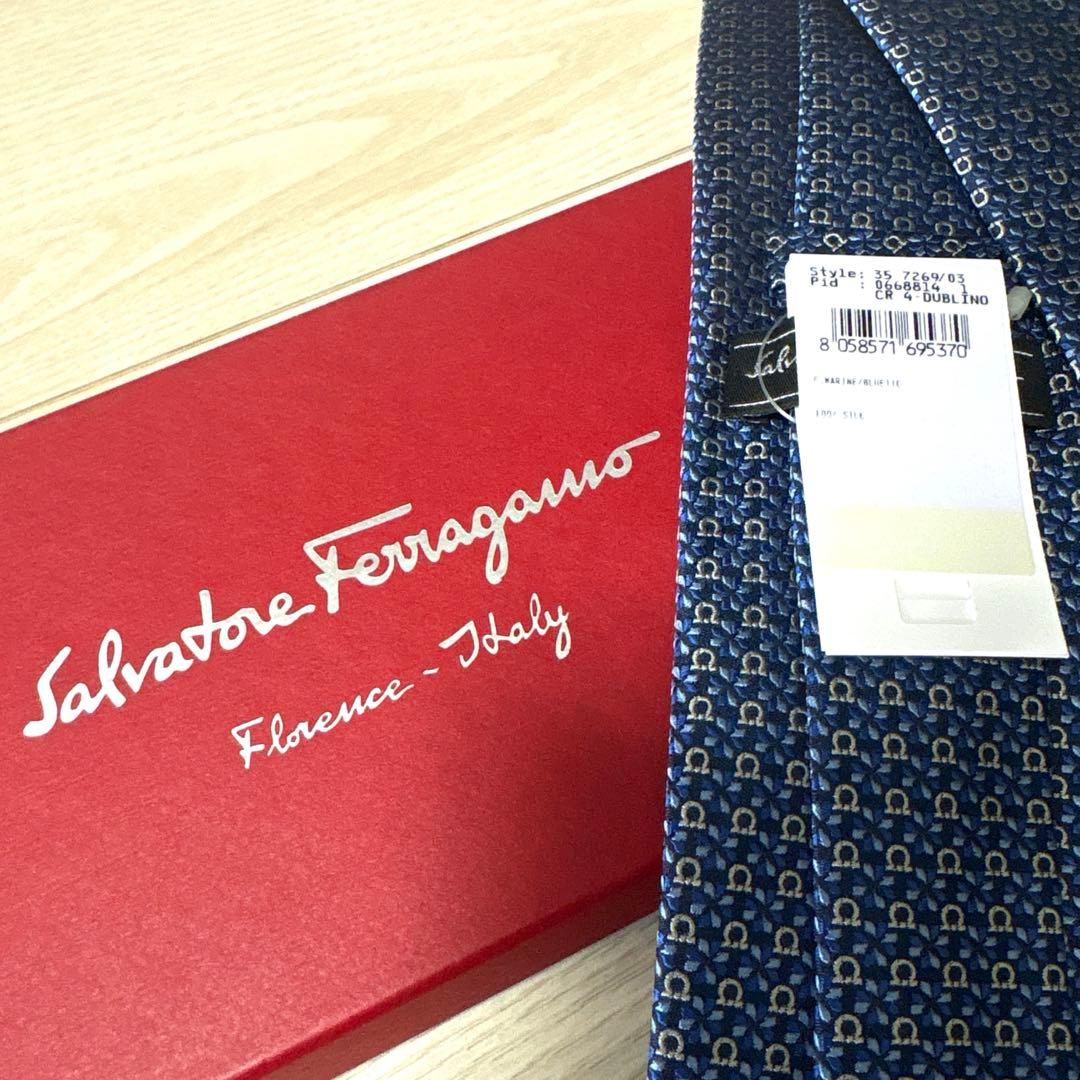 Salvatore Ferragamo
Florence - Italy
Style: 35 7269/03
Pid : 0668814 1
CR 4-DUBLINO
8 058571 695370
F.MARINE/BLUETTE
100% SILK
Salv